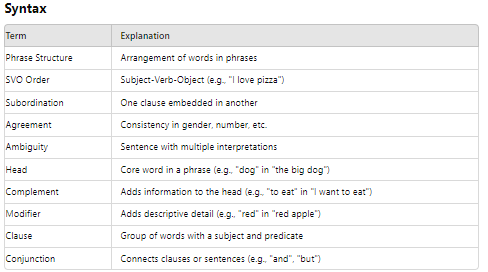 Syntax
Term Explanation
Phrase Structure Arrangement of words in phrases
SVO Order Subject-Verb-Object (e.g., "I love pizza")
Subordination One clause embedded in another
Agreement Consistency in gender, number, etc.
Ambiguity Sentence with multiple interpretations
Head Core word in a phrase (e.g., "dog" in "the big dog")
Complement Adds information to the head (e.g., "to eat" in "I want to eat")
Modifier Adds descriptive detail (e.g., "red" in "red apple")
Clause Group of words with a subject and predicate
Conjunction Connects clauses or sentences (e.g., "and", "but")